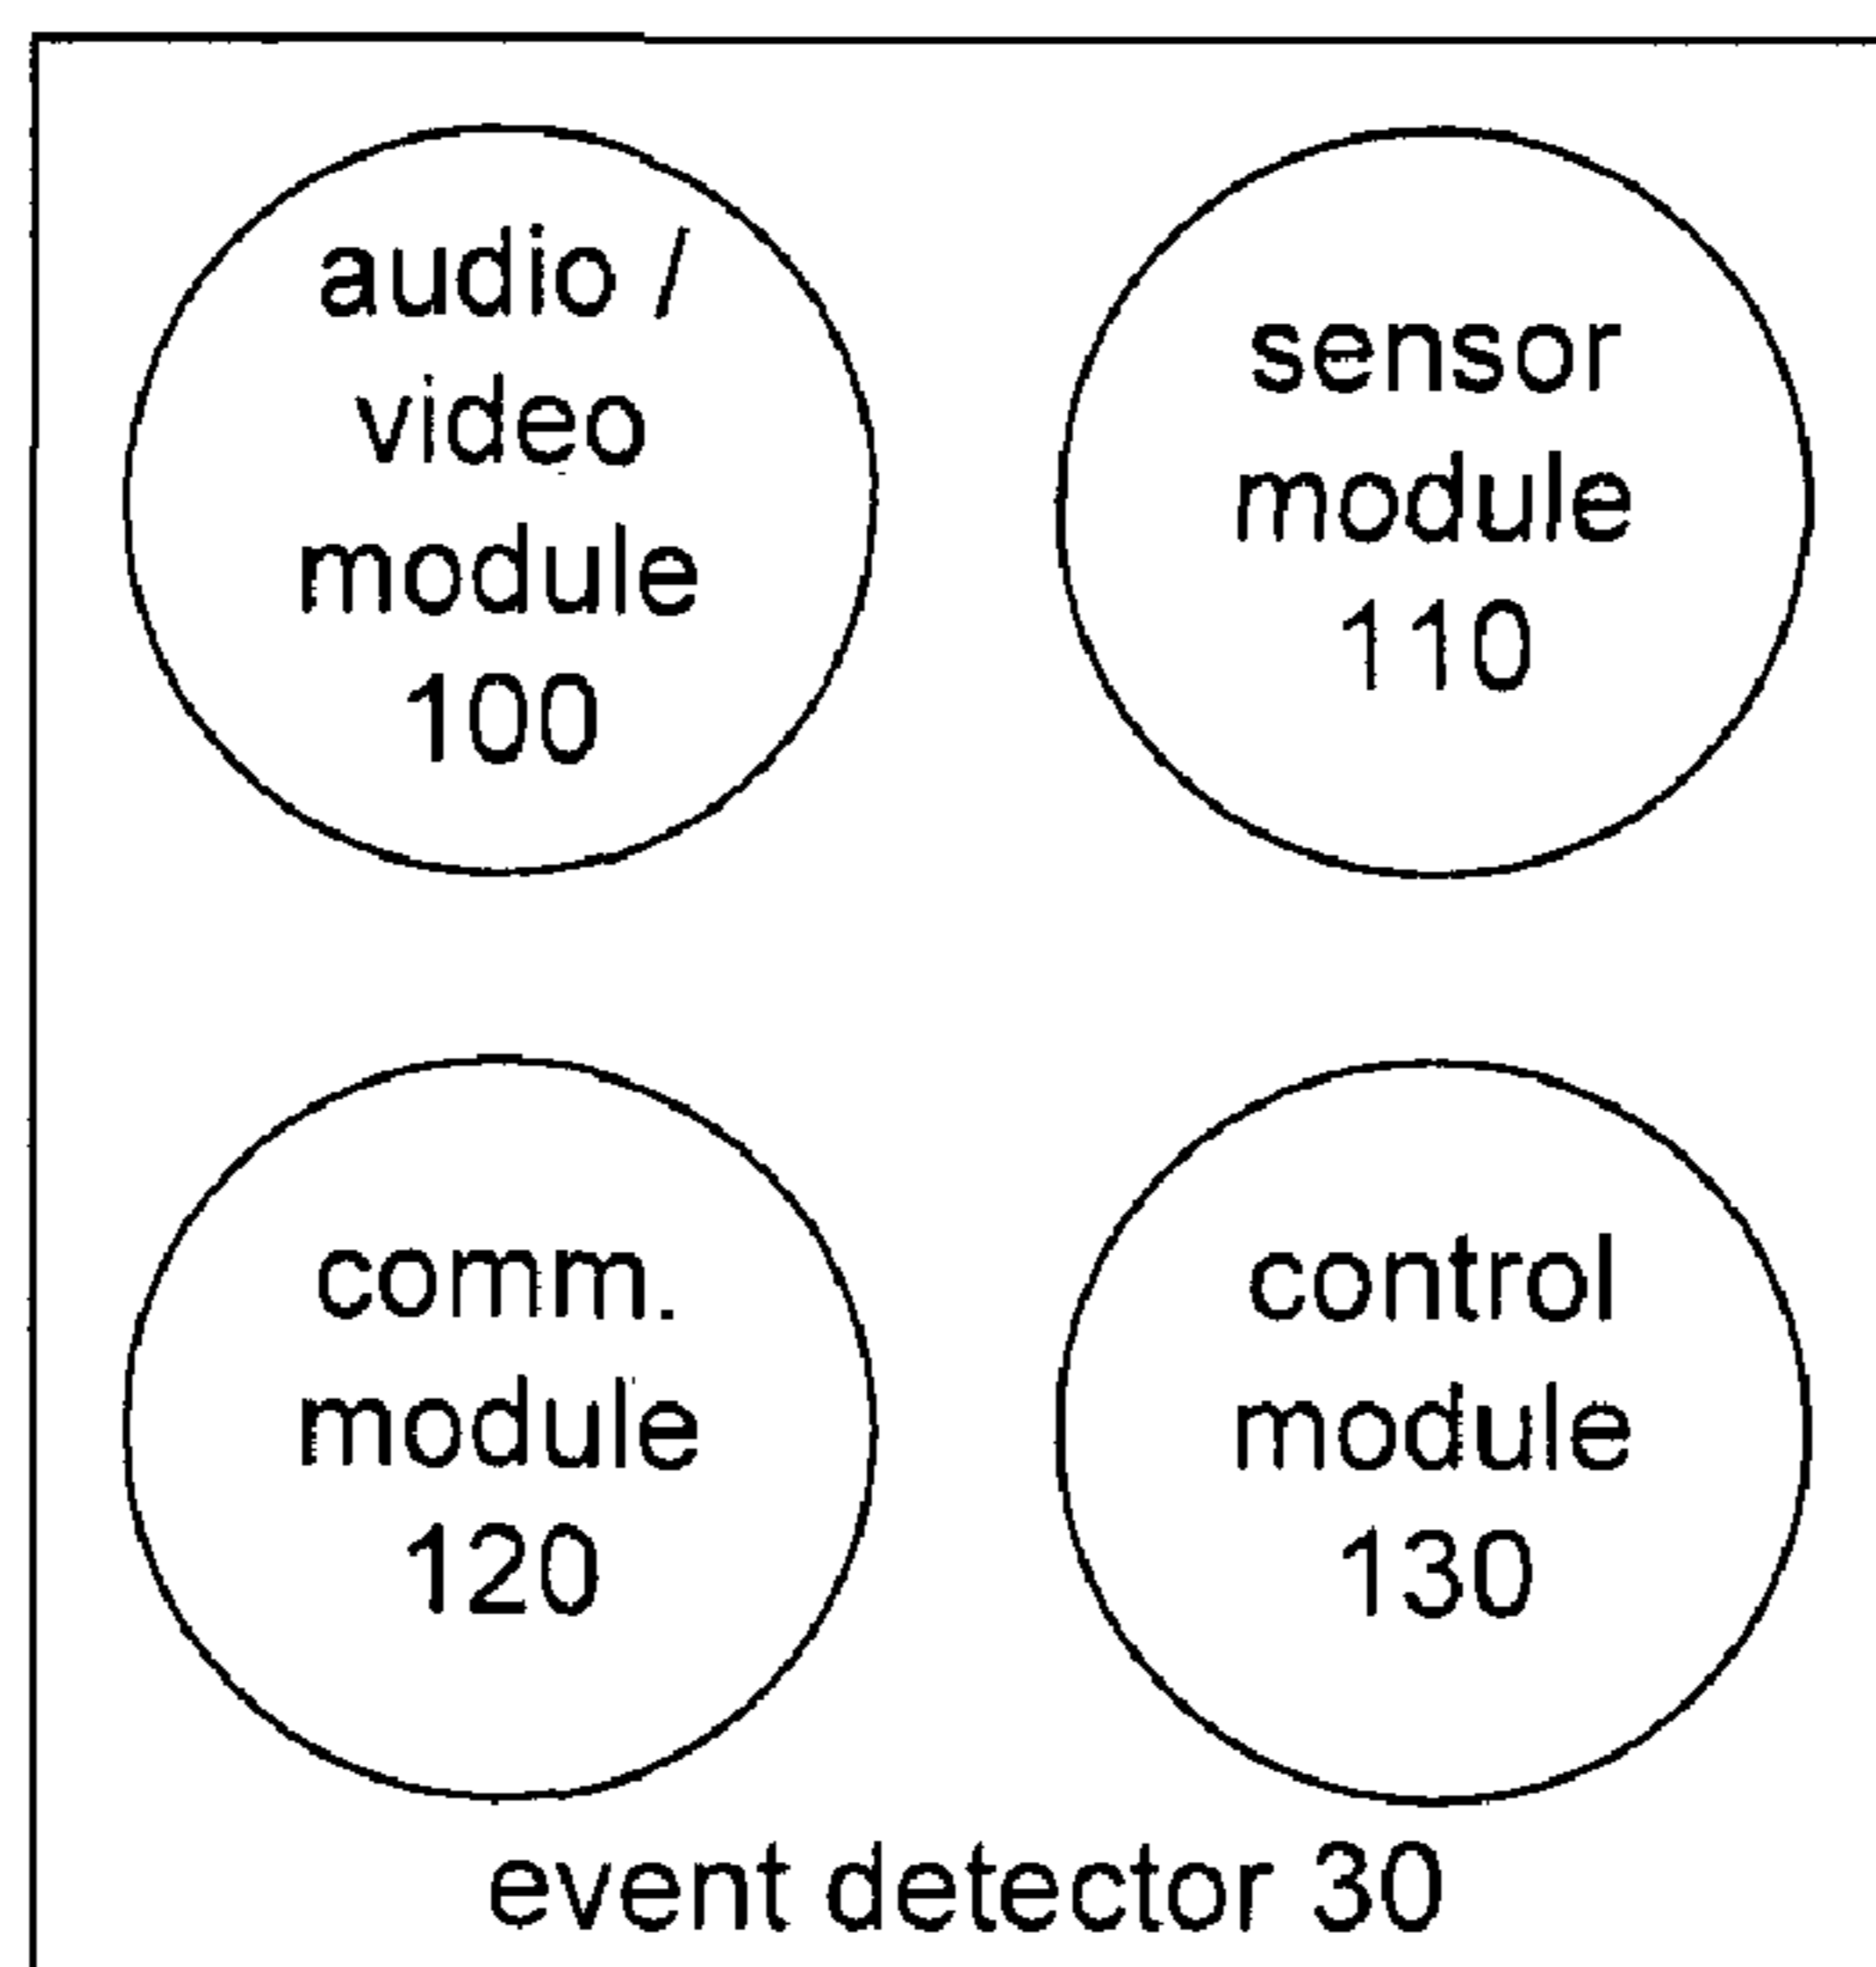 audio /
video
module
100
sensor
module
110
comm.
module
120
control
module
130
event detector 30